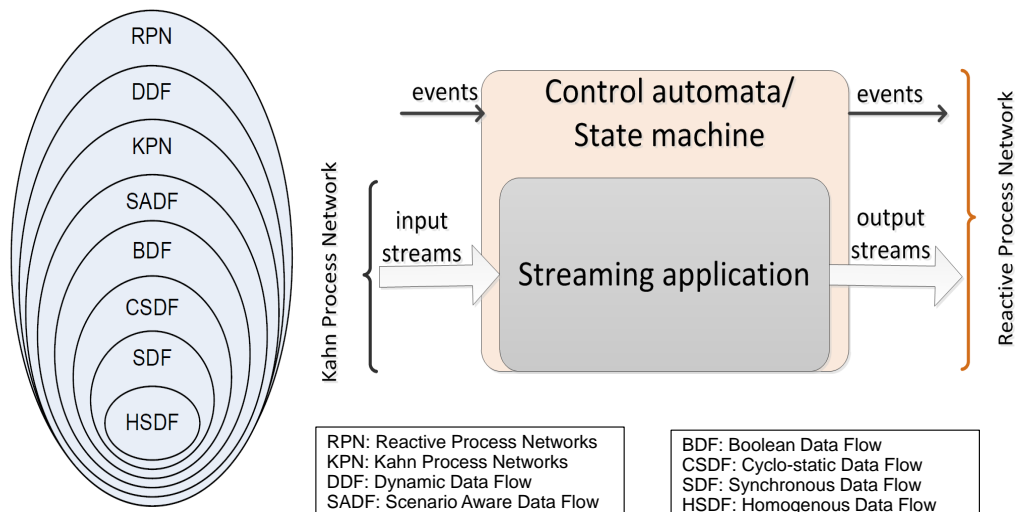 RPN
DDF
KPN
SADF
BDF
CSDF
SDF
HSDF
Kahn Process Network
events
input
streams
Control automata/
State machine
Streaming application
events
output
streams
Reactive Process Network
RPN: Reactive Process Networks
KPN: Kahn Process Networks
DDF: Dynamic Data Flow
SADF: Scenario Aware Data Flow
BDF: Boolean Data Flow
CSDF: Cyclo-static Data Flow
SDF: Synchronous Data Flow
HSDF: Homogenous Data Flow